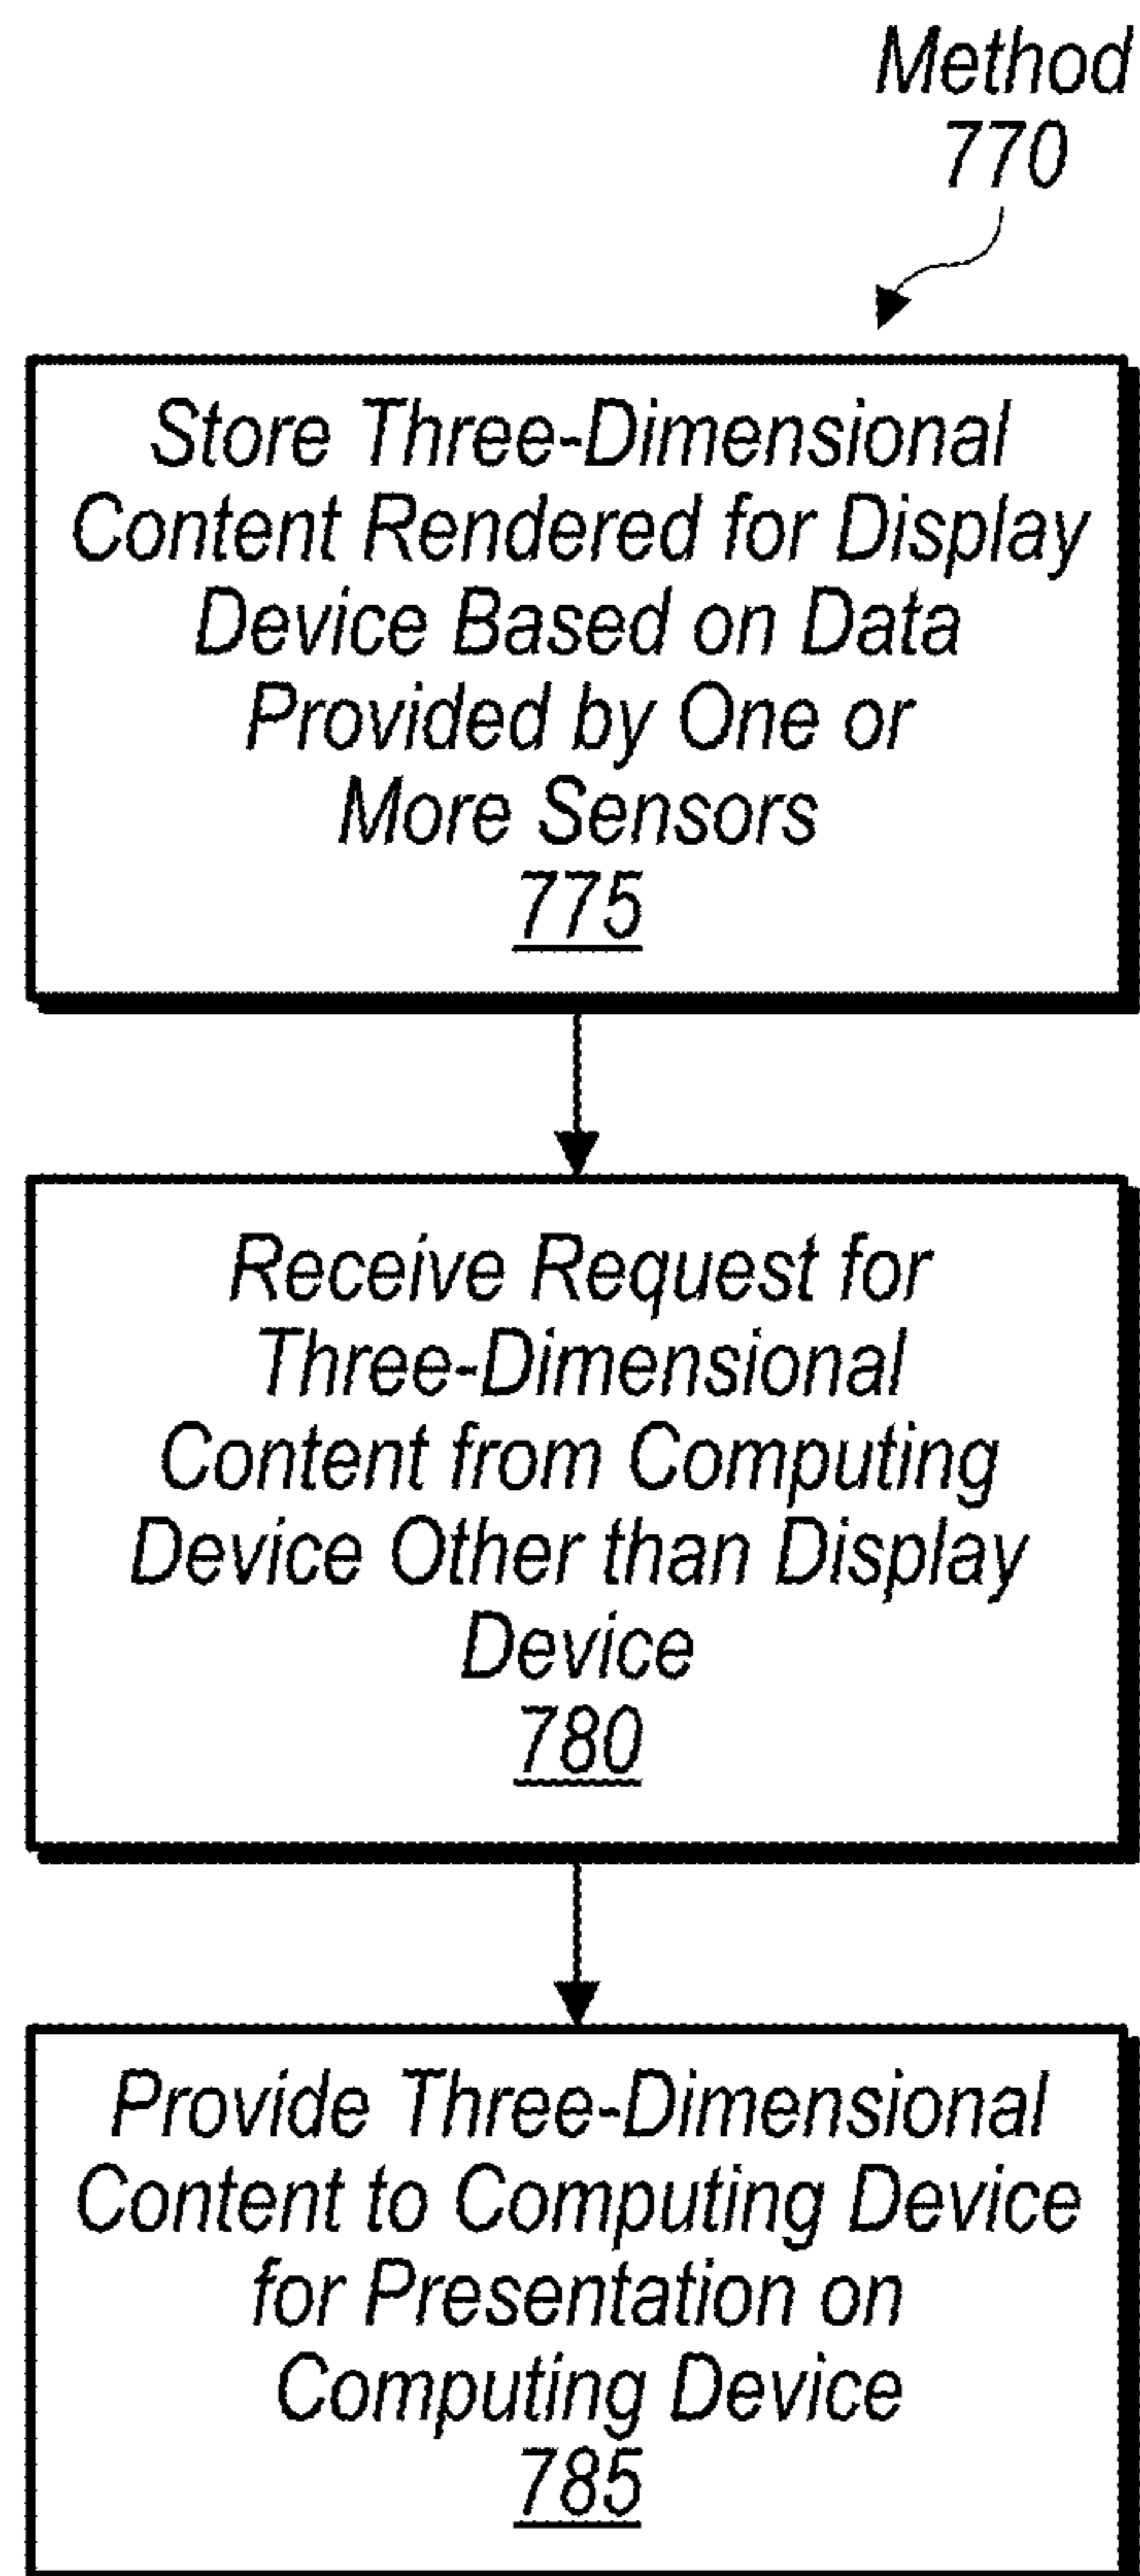 Method
770
Store Three-Dimensional
Content Rendered for Display
Device Based on Data
Provided by One or
More Sensors
775
Receive Request for
Three-Dimensional
Content from Computing
Device Other than Display
Device
780
Provide Three-Dimensional
Content to Computing Device
for Presentation on
Computing Device
785